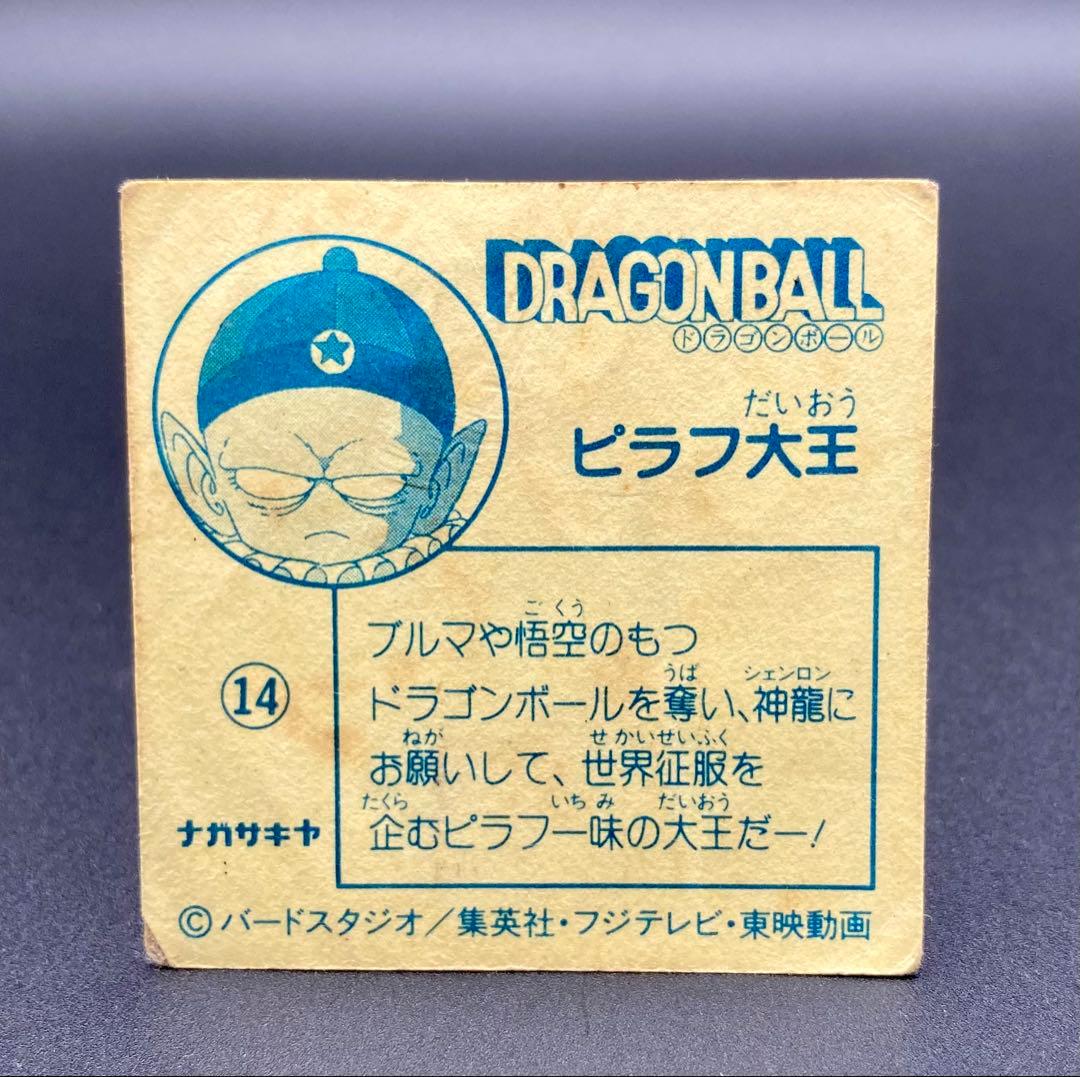 DRAGON BALL
ドラゴンボール
だいおう
ピラフ大王
ごくう
ブルマや悟空のもつ
うば シェンロン
ドラゴンボールを奪い、神龍に
ねが せかいせいふく
お願いして、世界征服を
たくら いちみ だいおう
企むピラフ一味の大王だー!
14
ナガサキヤ
©バードスタジオ/集英社・フジテレビ・東映動画